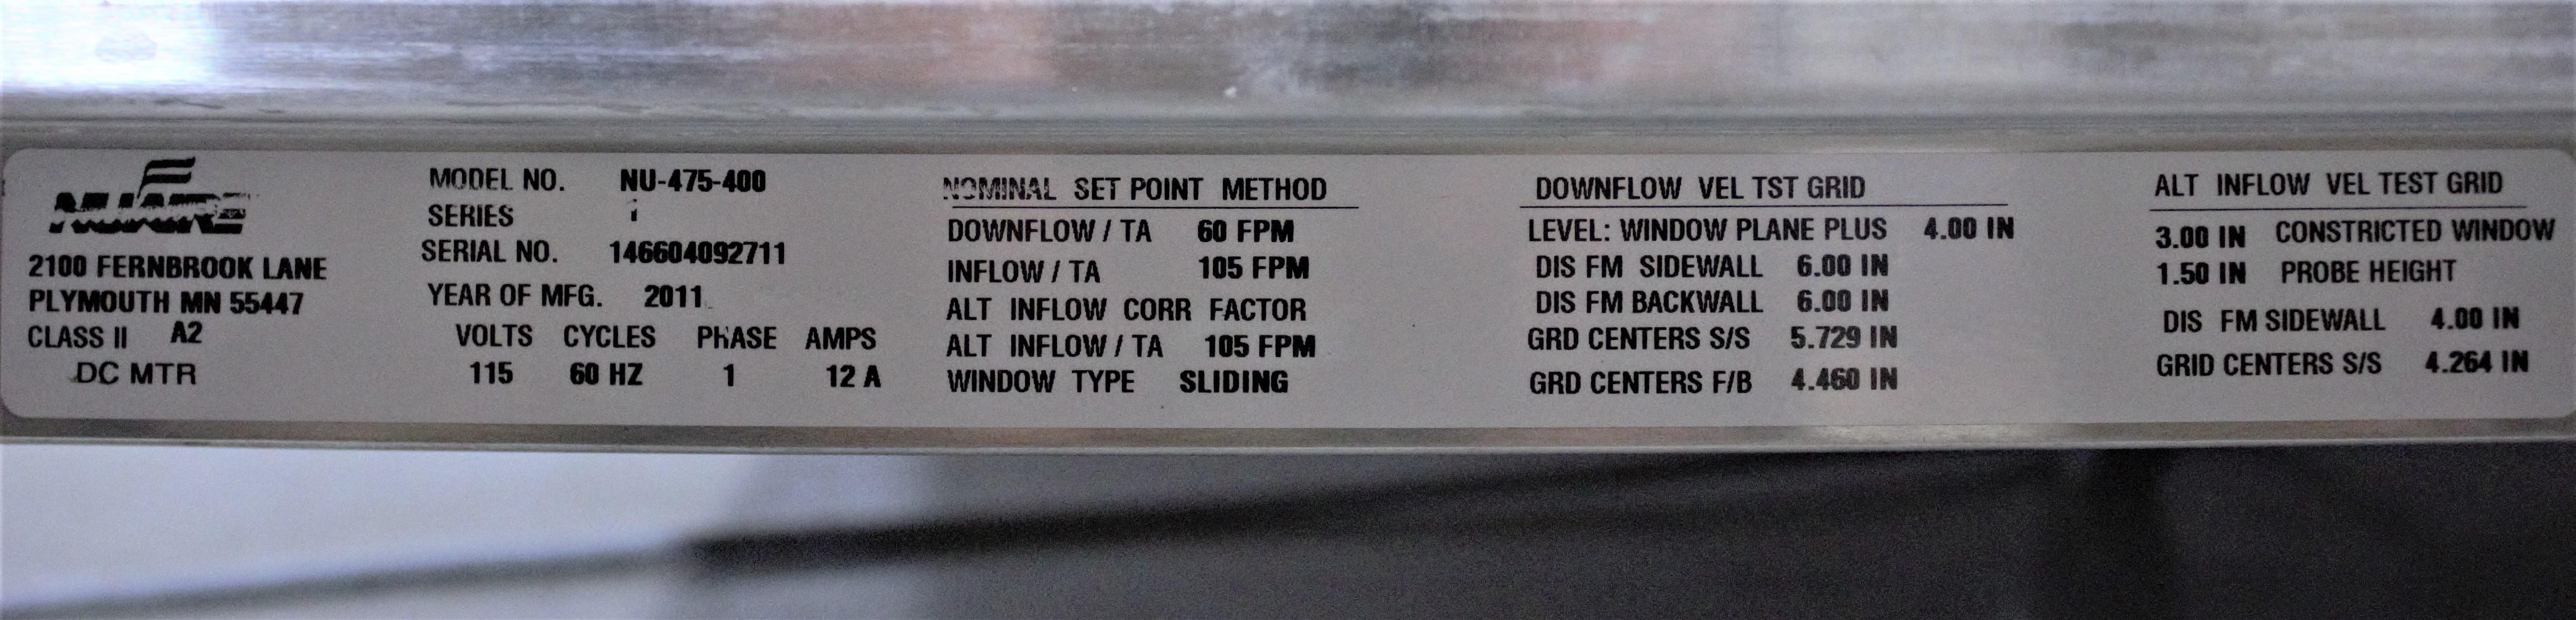 NUAIRE
2100 FERNBROOK LANE
PLYMOUTH MN 55447
CLASS II A2
DC MTR
MODEL NO. NU-475-400
SERIES
SERIAL NO. 146604092711
YEAR OF MFG. 2011
VOLTS CYCLES PHASE AMPS
115 60 HZ 1 12 A
NOMINAL SET POINT METHOD
DOWNFLOW / TA 60 FPM
INFLOW / TA 105 FPM
ALT INFLOW CORR FACTOR
ALT INFLOW / TA 105 FPM
WINDOW TYPE SLIDING
DOWNFLOW VEL TST GRID
LEVEL: WINDOW PLANE PLUS 4.00 IN
DIS FM SIDEWALL 6.00 IN
DIS FM BACKWALL 6.00 IN
GRD CENTERS S/S 5.729 IN
GRD CENTERS F/B 4.460 IN
ALT INFLOW VEL TEST GRID
3.00 IN CONSTRICTED WINDOW
1.50 IN PROBE HEIGHT
DIS FM SIDEWALL 4.00 IN
GRID CENTERS S/S 4.264 IN